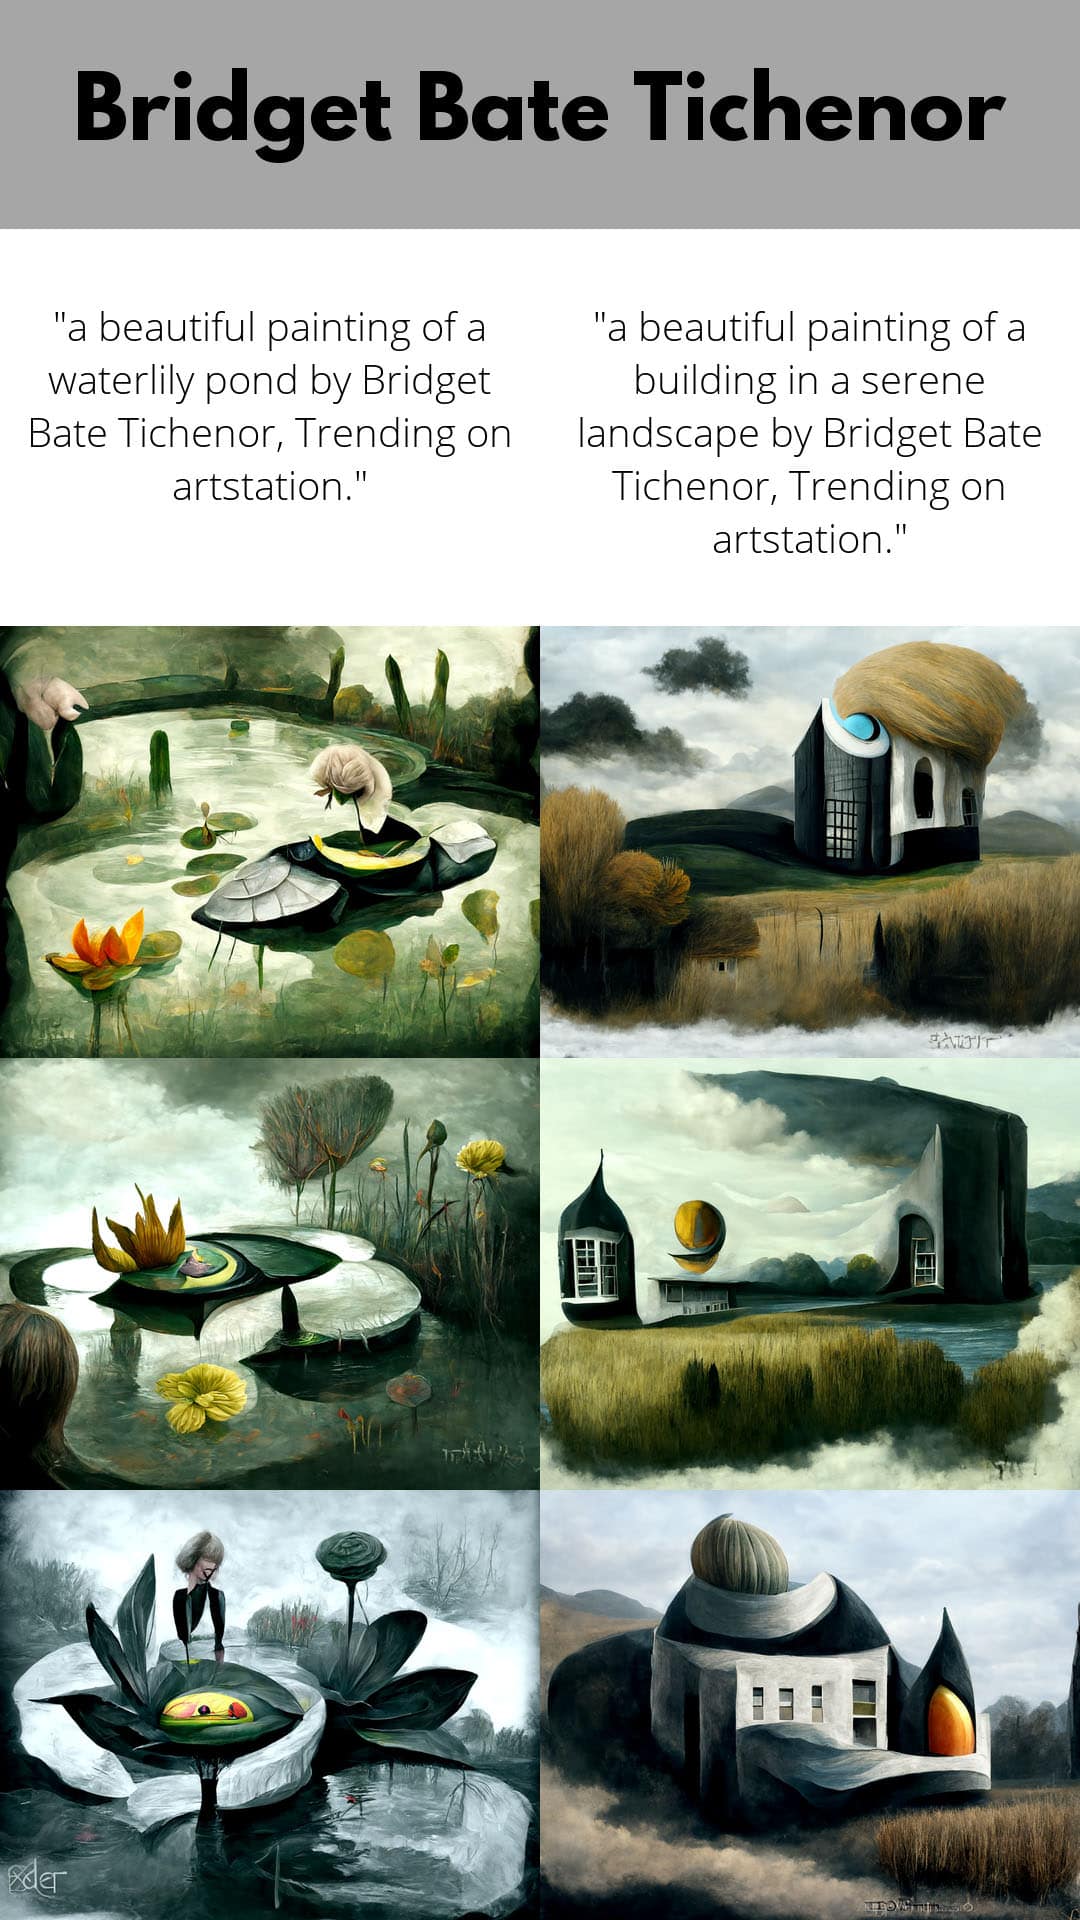 Bridget Bate Tichenor
"a beautiful painting of a
waterlily pond by Bridget
Bate Tichenor, Trending on
artstation."
"a beautiful painting of a
building in a serene
landscape by Bridget Bate
Tichenor, Trending on
artstation."